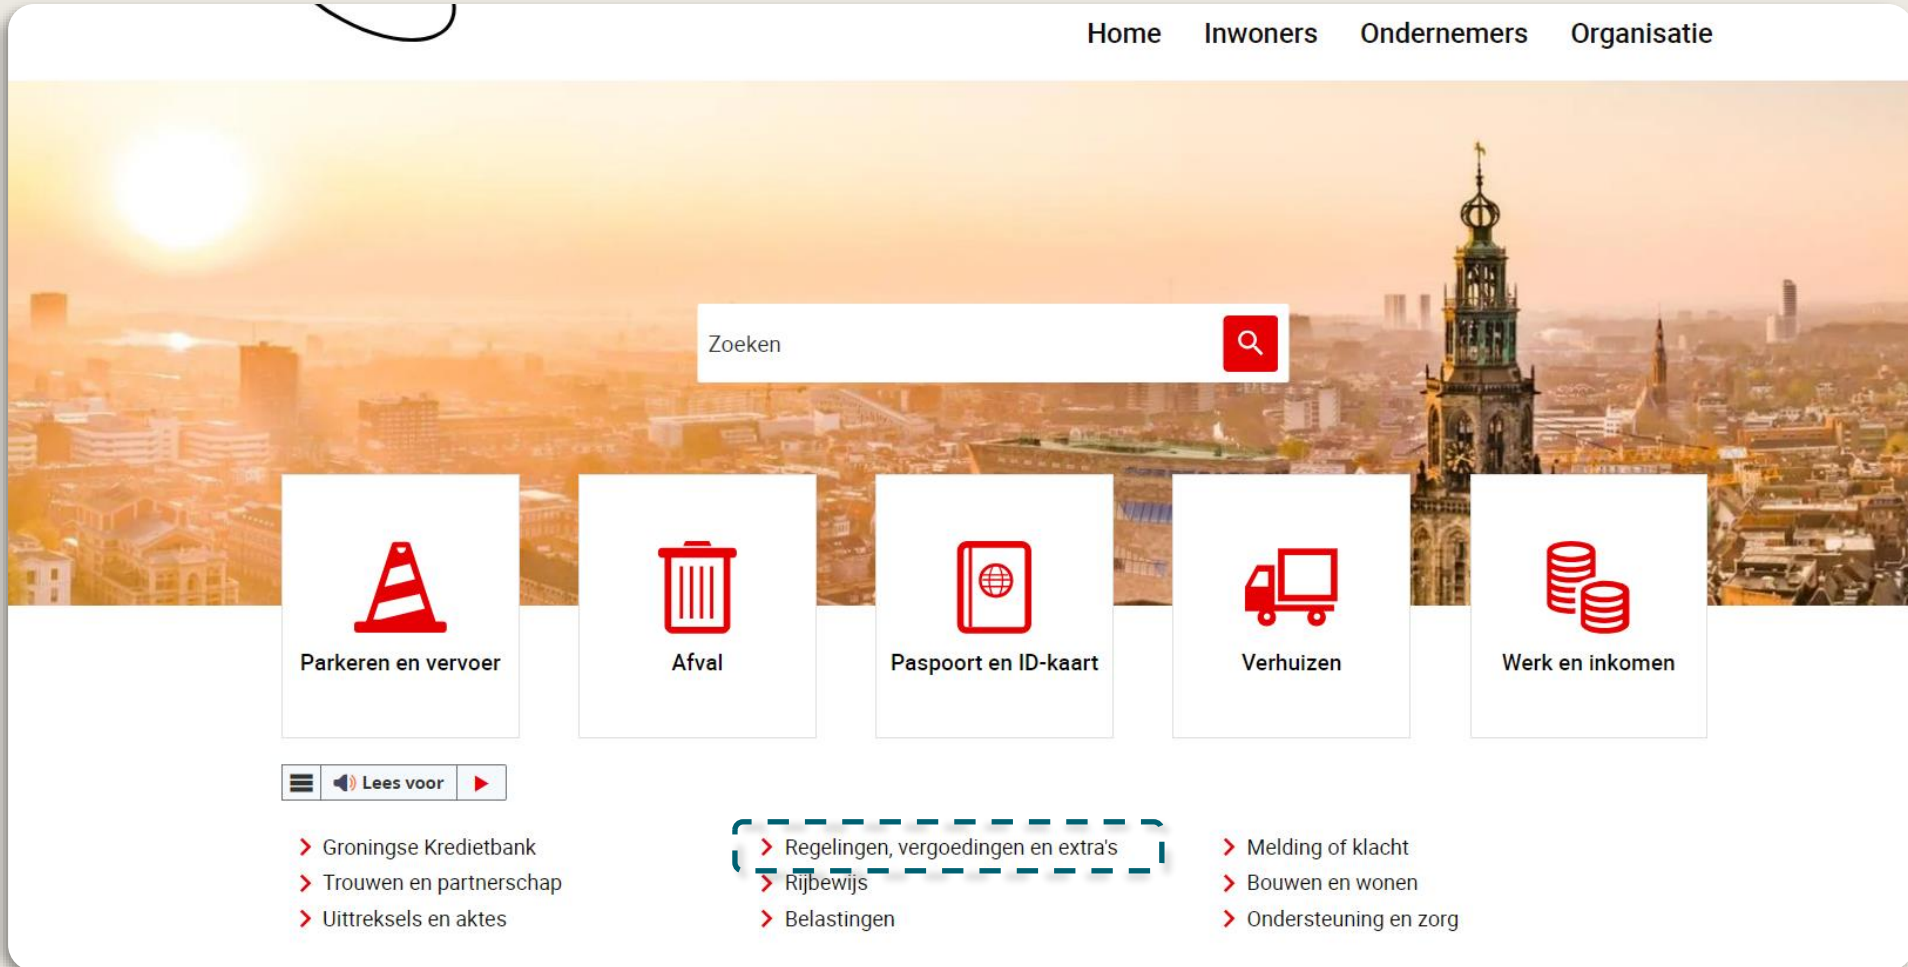 Home Inwoners Ondernemers Organisatie
Zoeken
Parkeren en vervoer
Afval
Paspoort en ID-kaart
Verhuizen
Werk en inkomen
Lees voor
Groningse Kredietbank
Trouwen en partnerschap
Uittreksels en aktes
Regelingen, vergoedingen en extra's
Rijbewijs
Belastingen
Melding of klacht
Bouwen en wonen
Ondersteuning en zorg